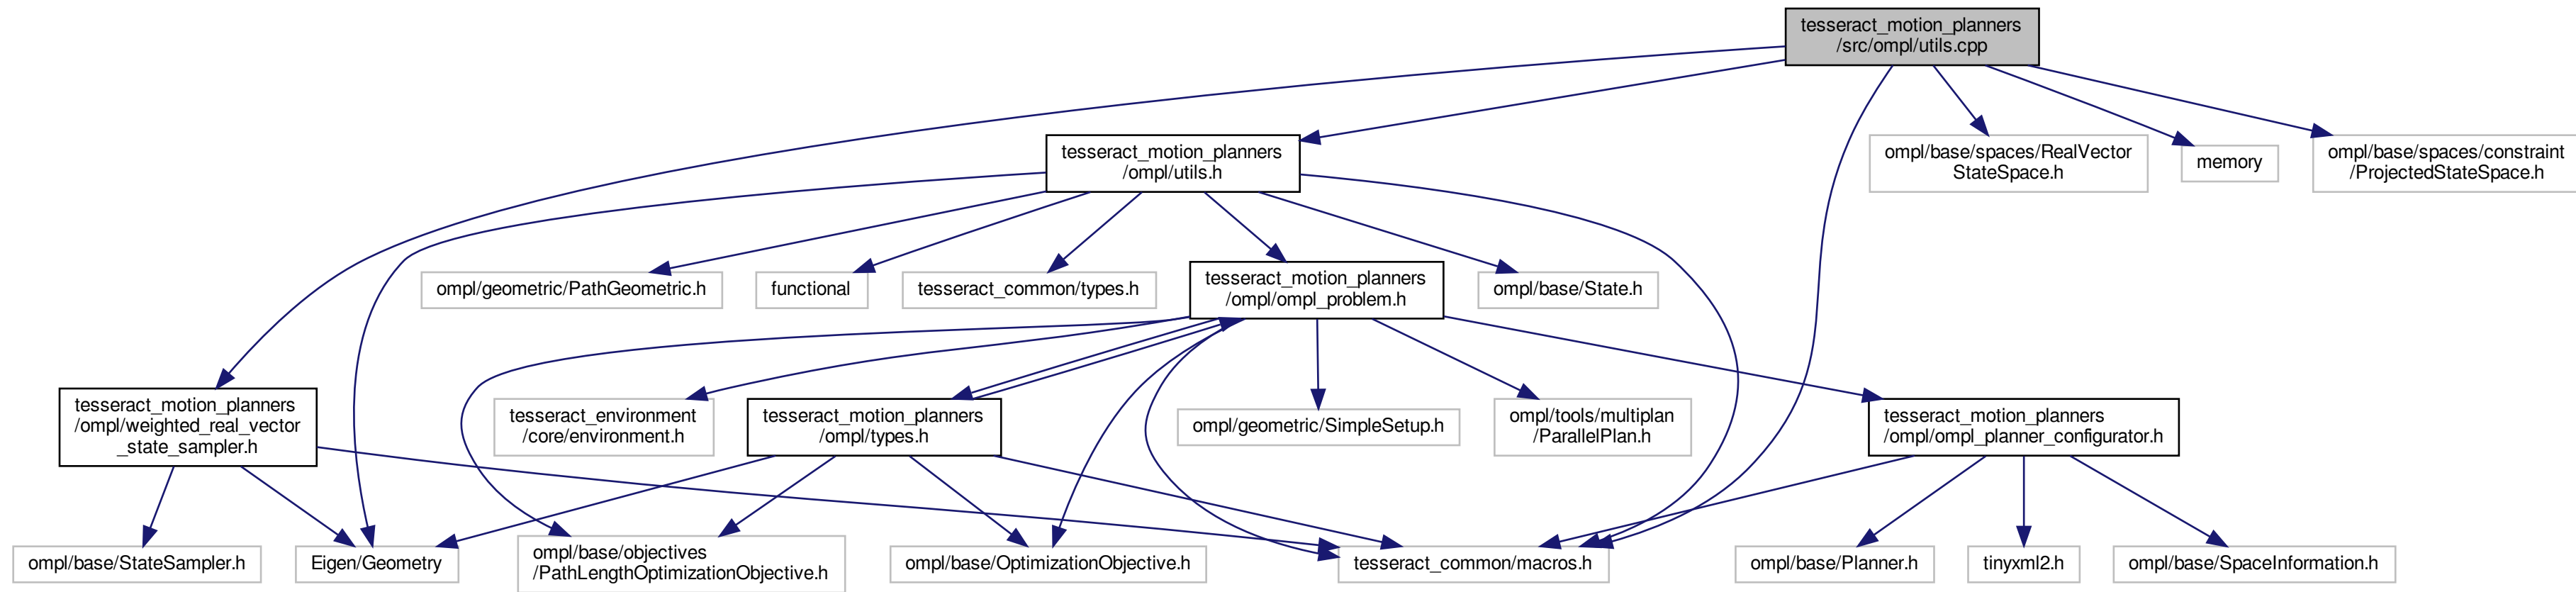 tesseract_motion_planners
/src/ompl/utils.cpp
tesseract_motion_planners
/ompl/utils.h
ompl/base/spaces/RealVector
StateSpace.h
memory
ompl/base/spaces/constraint
/ProjectedStateSpace.h
ompl/geometric/PathGeometric.h
functional
tesseract_common/types.h
tesseract_motion_planners
/ompl/ompl_problem.h
ompl/base/State.h
tesseract_motion_planners
/ompl/weighted_real_vector
_state_sampler.h
tesseract_environment
/core/environment.h
tesseract_motion_planners
/ompl/types.h
ompl/geometric/SimpleSetup.h
ompl/tools/multiplan
/ParallelPlan.h
tesseract_motion_planners
/ompl/ompl_planner_configurator.h
ompl/base/StateSampler.h
Eigen/Geometry
ompl/base/objectives
/PathLengthOptimizationObjective.h
ompl/base/OptimizationObjective.h
tesseract_common/macros.h
ompl/base/Planner.h
tinyxml2.h
ompl/base/SpaceInformation.h